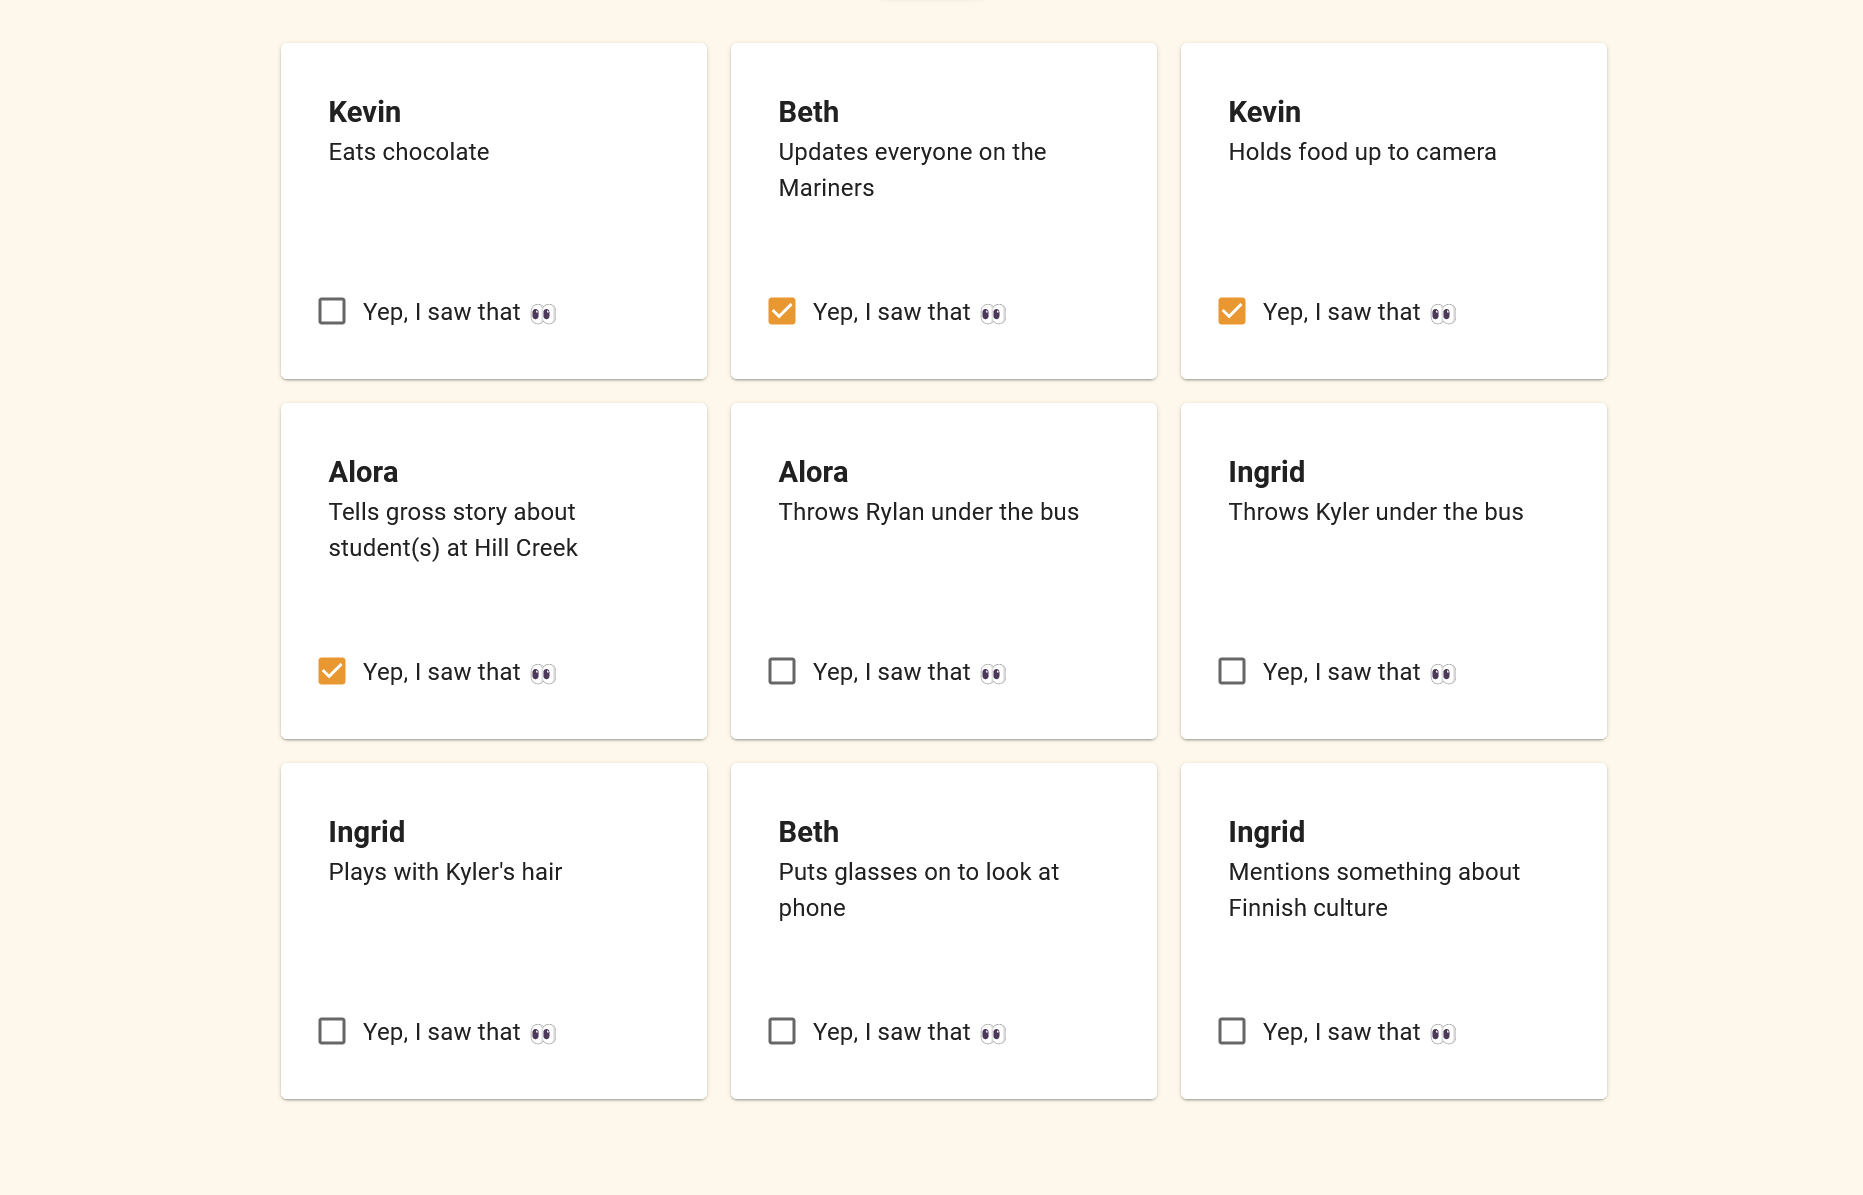 Kevin
Eats chocolate
Yep, I saw that 👀
Beth
Updates everyone on the
Mariners
Yep, I saw that 👀
Kevin
Holds food up to camera
Yep, I saw that 👀
Alora
Tells gross story about
student(s) at Hill Creek
Yep, I saw that 👀
Alora
Throws Rylan under the bus
Yep, I saw that 👀
Ingrid
Throws Kyler under the bus
Yep, I saw that 👀
Ingrid
Plays with Kyler's hair
Yep, I saw that 👀
Beth
Puts glasses on to look at
phone
Yep, I saw that 👀
Ingrid
Mentions something about
Finnish culture
Yep, I saw that 👀